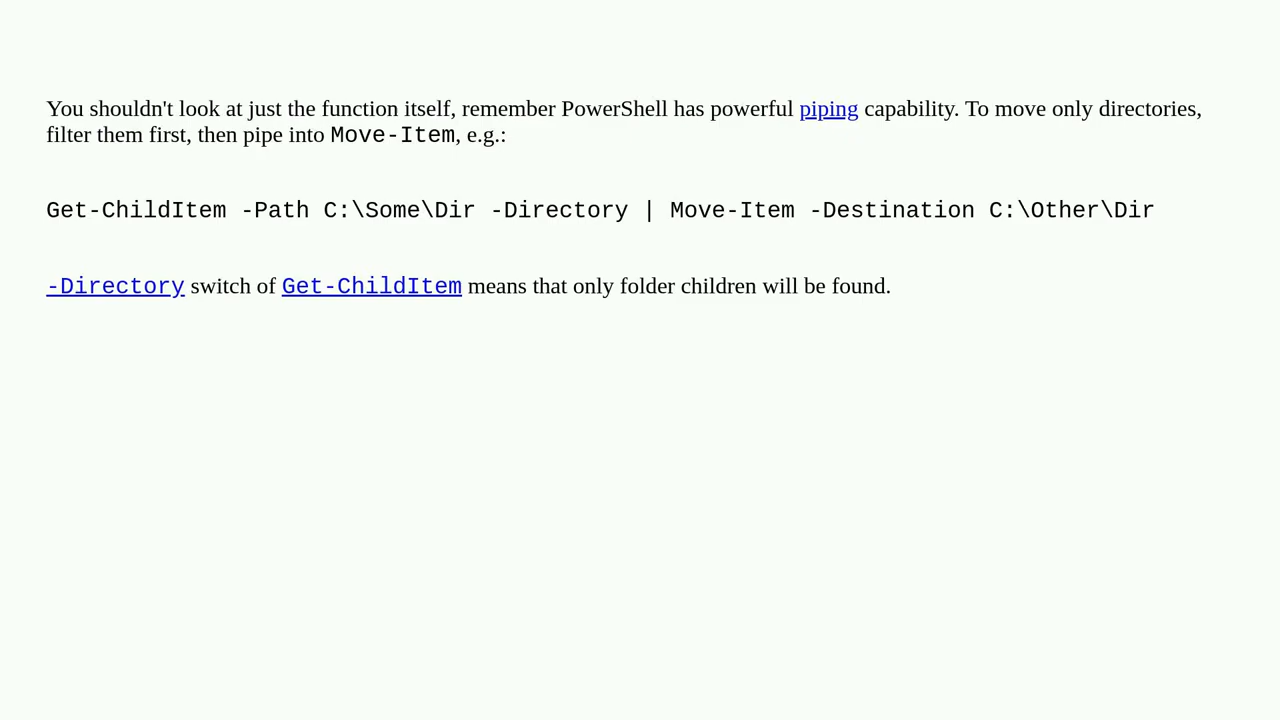 You shouldn't look at just the function itself, remember PowerShell has powerful piping capability. To move only directories,
filter them first, then pipe into Move-Item, e.g.:
Get-ChildItem -Path C:\Some\Dir -Directory | Move-Item -Destination C:\Other\Dir
-Directory switch of Get-ChildItem means that only folder children will be found.